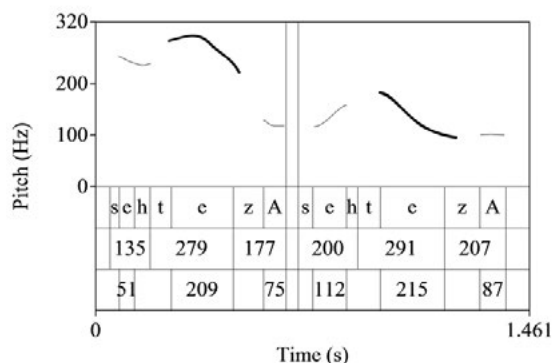 320
200
100
0
Pitch (Hz)
s e h t e z A s e h t e z A
135 279 177 200 291 207
51 209 75 112 215 87
0 1.461
Time (s)